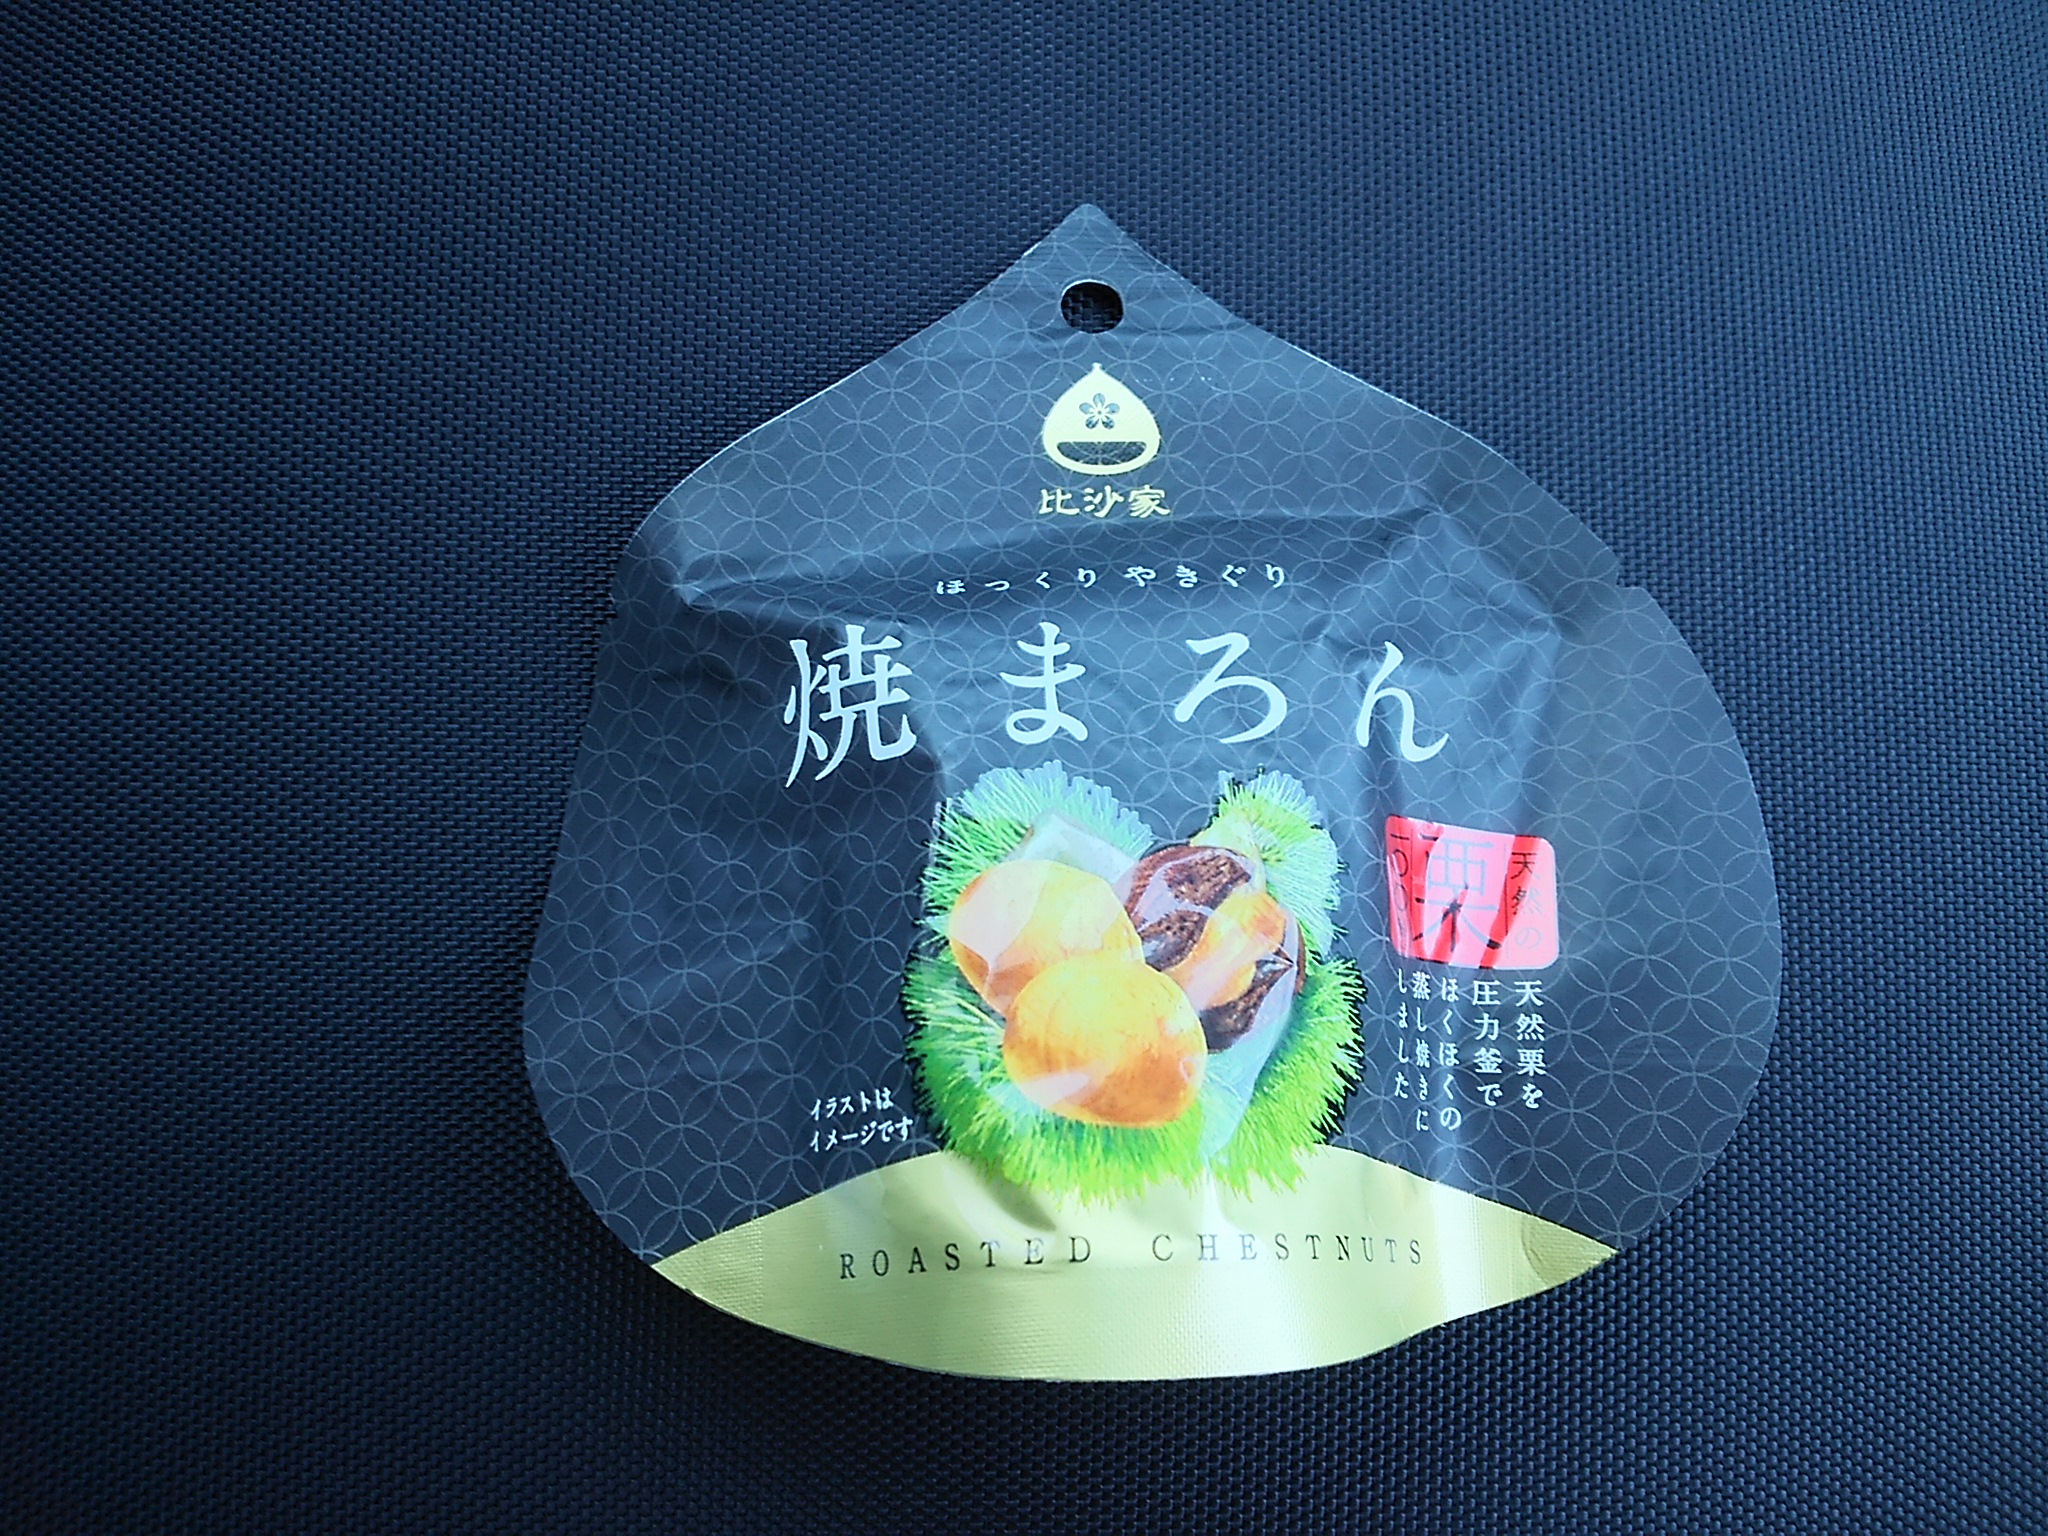 比沙家
ほっくりやきぐり
焼まろん
天然の
栗
天然栗を
圧力釜で
ほくほくの
蒸し焼きに
しました
イラストは
イメージです
ROASTED CHESTNUTS